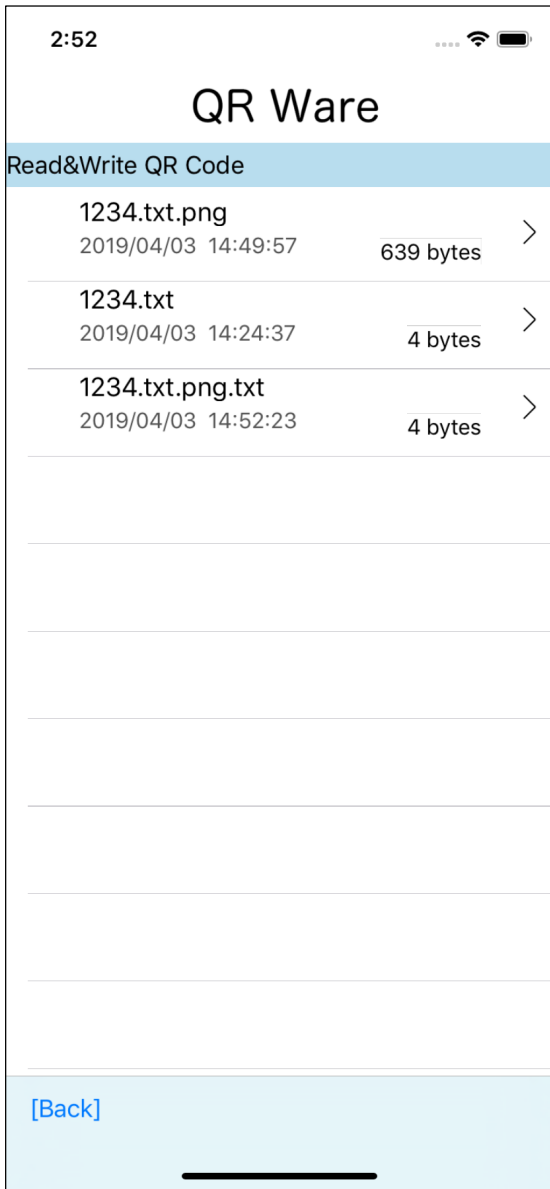 2:52
QR Ware
Read&Write QR Code
1234.txt.png
2019/04/03 14:49:57
639 bytes
1234.txt
2019/04/03 14:24:37
4 bytes
1234.txt.png.txt
2019/04/03 14:52:23
4 bytes
[Back]